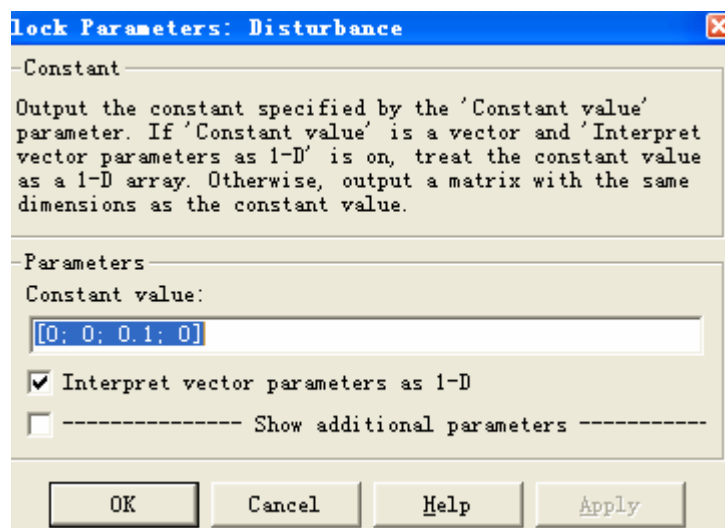 lock Parameters: Disturbance
Constant
Output the constant specified by the 'Constant value'
parameter. If 'Constant value' is a vector and 'Interpret
vector parameters as 1-D' is on, treat the constant value
as a 1-D array. Otherwise, output a matrix with the same
dimensions as the constant value.
Parameters
Constant value:
[0; 0; 0.1; 0]
Interpret vector parameters as 1-D
--------------- Show additional parameters -----------
OK Cancel Help Apply